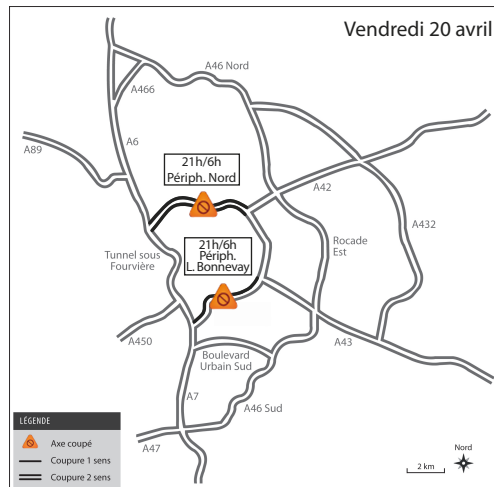 Vendredi 20 avril
A46 Nord
A466
A6
A89
21h/6h
Périph. Nord
A42
A432
21h/6h
Périph.
L. Bonnevay
Rocade
Est
Tunnel sous
Fourvière
A450
Boulevard
Urbain Sud
A43
A7
A46 Sud
A47
LÉGENDE
Axe coupé
Coupure 1 sens
Coupure 2 sens
2 km
Nord